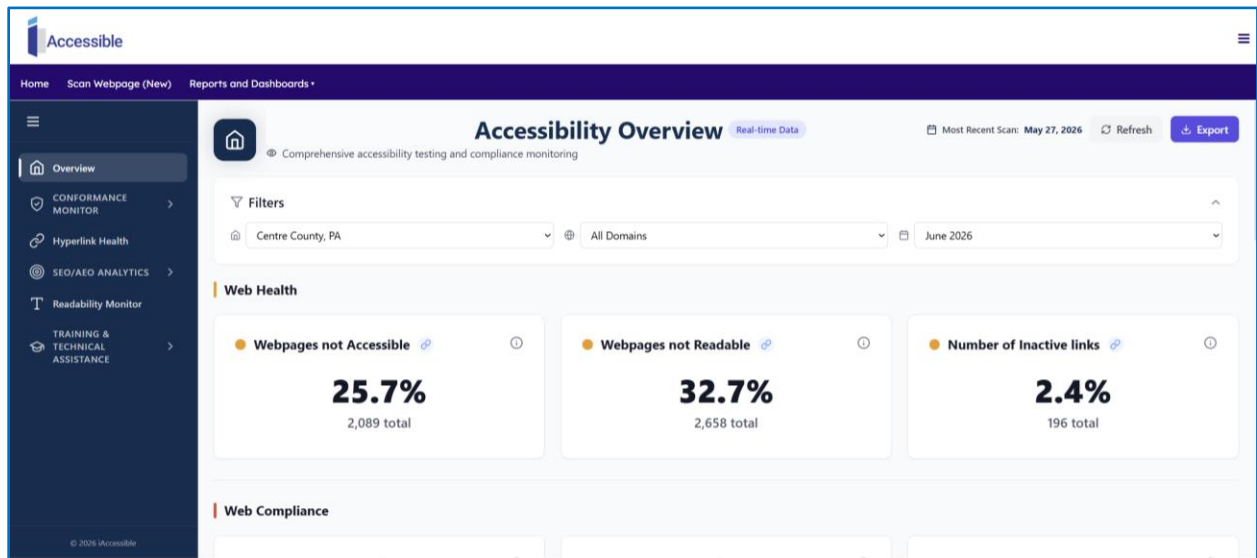 Accessible
Home Scan Webpage (New) Reports and Dashboards
Accessibility Overview Real-time Data
Most Recent Scan: May 27, 2026 Refresh Export
Comprehensive accessibility testing and compliance monitoring
Overview
CONFORMANCE
MONITOR
Hyperlink Health
SEO/AEO ANALYTICS
Readability Monitor
TRAINING &
TECHNICAL
ASSISTANCE
© 2026 iAccessible
Filters
Centre County, PA All Domains June 2026
Web Health
Webpages not Accessible
25.7%
2,089 total
Webpages not Readable
32.7%
2,658 total
Number of Inactive links
2.4%
196 total
Web Compliance